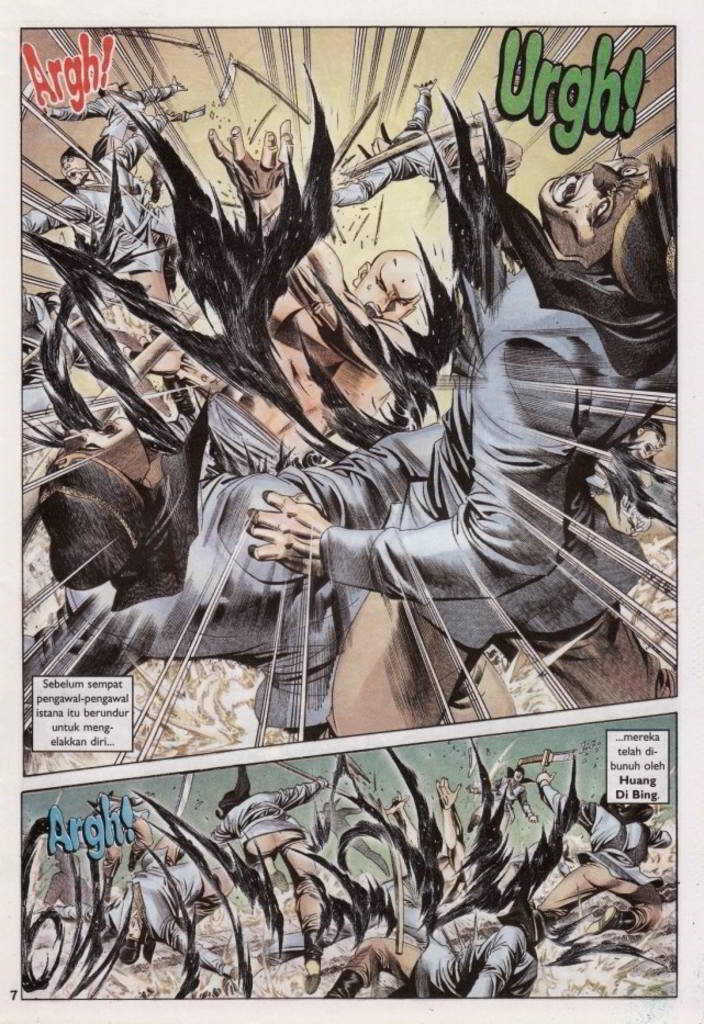 Argh!
Urgh!
Sebelum sempat
pengawal-pengawal
istana itu berundur
untuk meng-
elakkan diri...
...mereka
telah di-
bunuh oleh
Huang
Di Bing.
Argh!
7